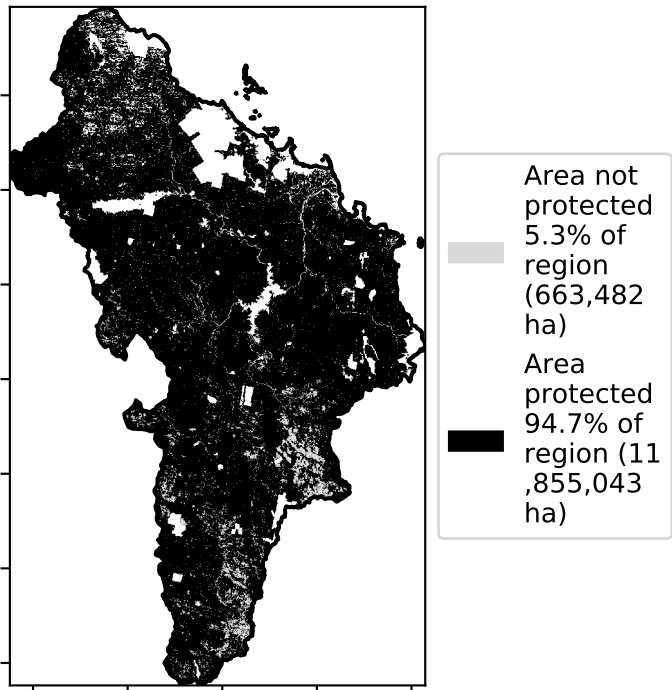 Area not
protected
5.3% of
region
(663,482
ha)
Area
protected
94.7% of
region (11
,855,043
ha)